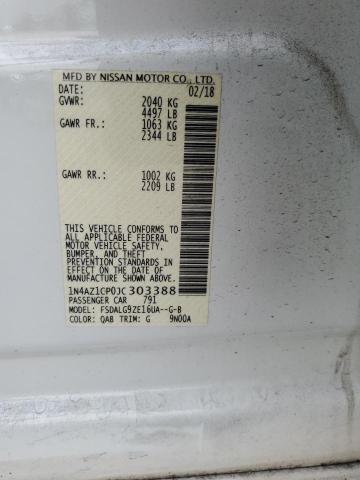 MFD BY NISSAN MOTOR CO., LTD.
DATE: 02/18
GVWR: 2040 KG
4497 LB
GAWR FR.: 1063 KG
2344 LB
GAWR RR.: 1002 KG
2209 LB
THIS VEHICLE CONFORMS TO
ALL APPLICABLE FEDERAL
MOTOR VEHICLE SAFETY,
BUMPER, AND THEFT
PREVENTION STANDARDS IN
EFFECT ON THE DATE OF
MANUFACTURE SHOWN ABOVE.
1N4AZ1CP0JC303388
PASSENGER CAR 791
MODEL: FSDALG9ZE16UA--G-B
COLOR: QAB TRIM: G 9N00A